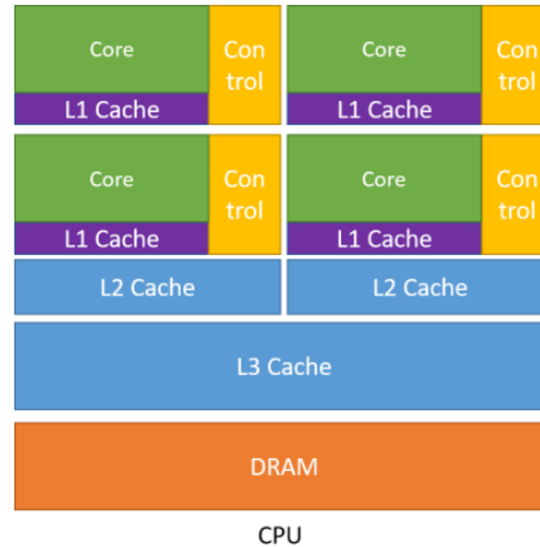 Core
Con
trol
Core
Con
trol
L1 Cache
L1 Cache
Core
Con
trol
Core
Con
trol
L1 Cache
L1 Cache
L2 Cache
L2 Cache
L3 Cache
DRAM
CPU